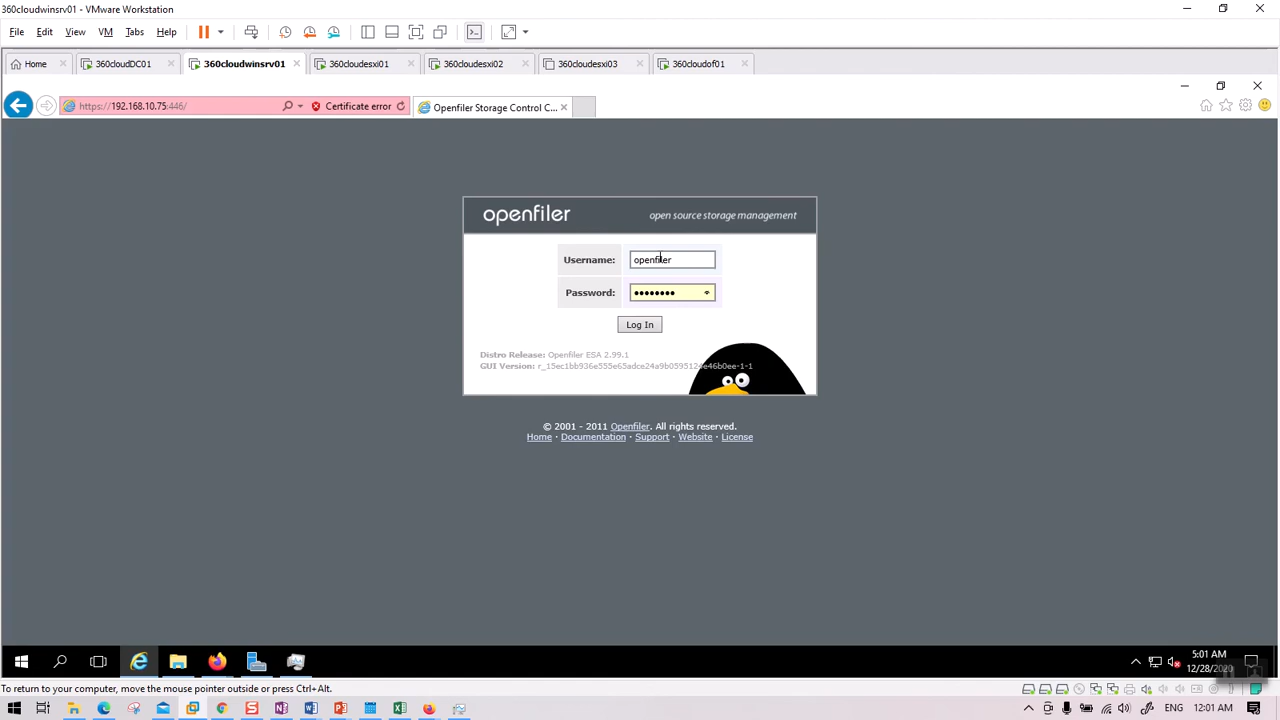 360cloudwinsrv01 - VMware Workstation
File Edit View VM Tabs Help
Home 360cloudDC01 360cloudwinsrv01 360cloudesxi01 360cloudesxi02 360cloudesxi03 360cloudof01
https://192.168.10.75:446/ Certificate error Openfiler Storage Control C...
openfiler open source storage management
Username: openfiler
Password: ••••••••
Log In
Distro Release: Openfiler ESA 2.99.1
© 2001 - 2011 Openfiler. All rights reserved.
Home · Documentation · Support · Website · License
5:01 AM
12/28/2020
To return to your computer, move the mouse pointer outside or press Ctrl+Alt.
ENG 12:01 AM